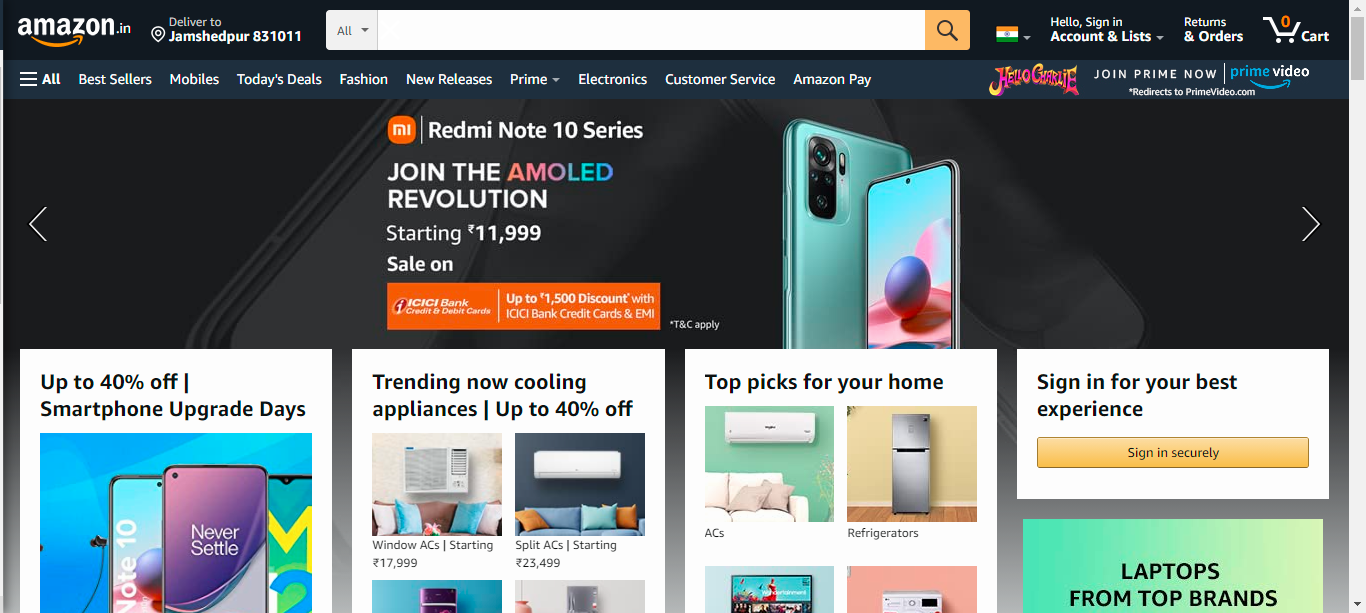 amazon.in
Deliver to
Jamshedpur 831011
All
Hello, Sign in
Account & Lists
Returns
& Orders
0
Cart
All Best Sellers Mobiles Today's Deals Fashion New Releases Prime Electronics Customer Service Amazon Pay
HELLO CHARLIE
JOIN PRIME NOW
prime video
*Redirects to PrimeVideo.com
mi Redmi Note 10 Series
JOIN THE AMOLED
REVOLUTION
Starting ₹11,999
Sale on
ICICI Bank
Credit & Debit Cards
Up to ₹1,500 Discount* with
ICICI Bank Credit Cards & EMI
*T&C apply
Up to 40% off |
Smartphone Upgrade Days
Note 10
Never
Settle
Trending now cooling
appliances | Up to 40% off
Window ACs | Starting
₹17,999
Split ACs | Starting
₹23,499
Top picks for your home
ACs
Refrigerators
Sign in for your best
experience
Sign in securely
LAPTOPS
FROM TOP BRANDS